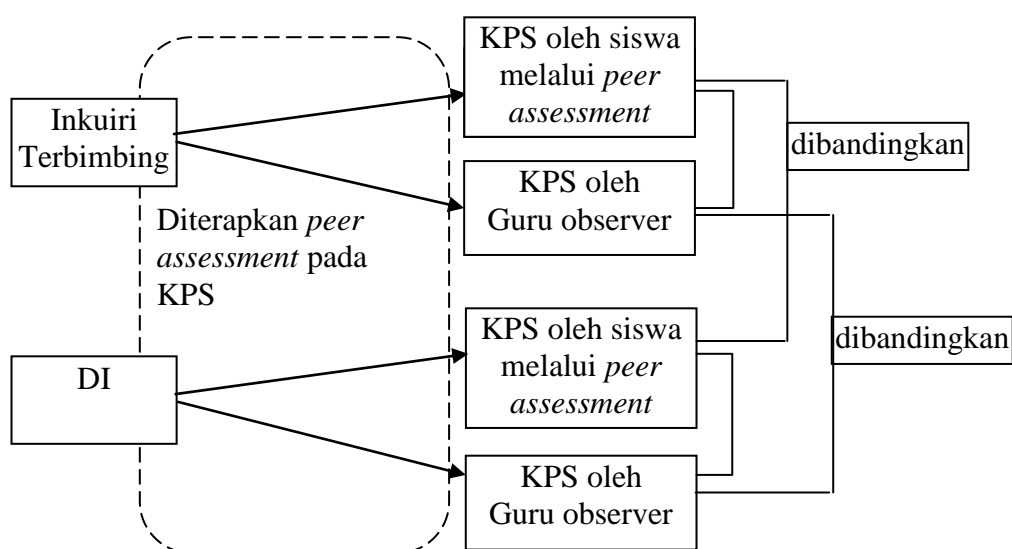 Inkuiri
Terbimbing
Diterapkan peer
assessment pada
KPS
DI
KPS oleh siswa
melalui peer
assessment
KPS oleh
Guru observer
KPS oleh siswa
melalui peer
assessment
KPS oleh
Guru observer
dibandingkan
dibandingkan